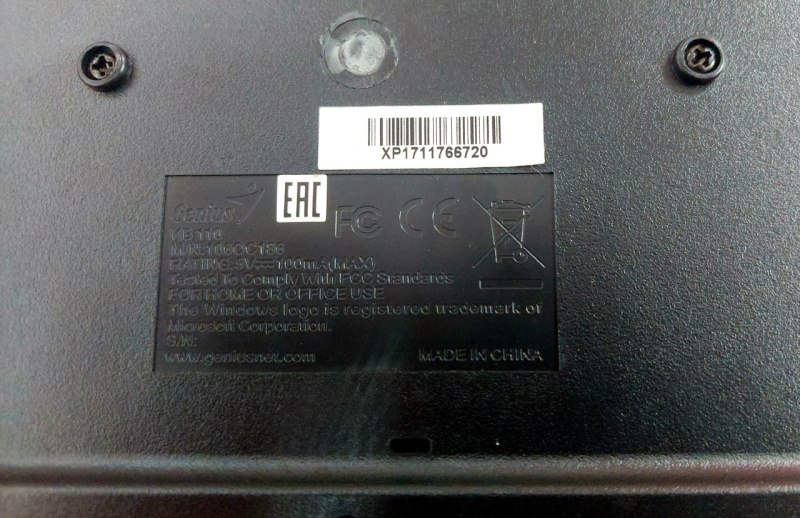 XP1711766720
Genius
EAC
FC CE
KB 110
M/N:106CC186
RATING:5V⎓100mA(MAX)
Tested To Comply With FCC Standards
FOR HOME OR OFFICE USE
The Windows logo is registered trademark of
Microsoft Corporation.
S/N:
www.geniusnet.com MADE IN CHINA